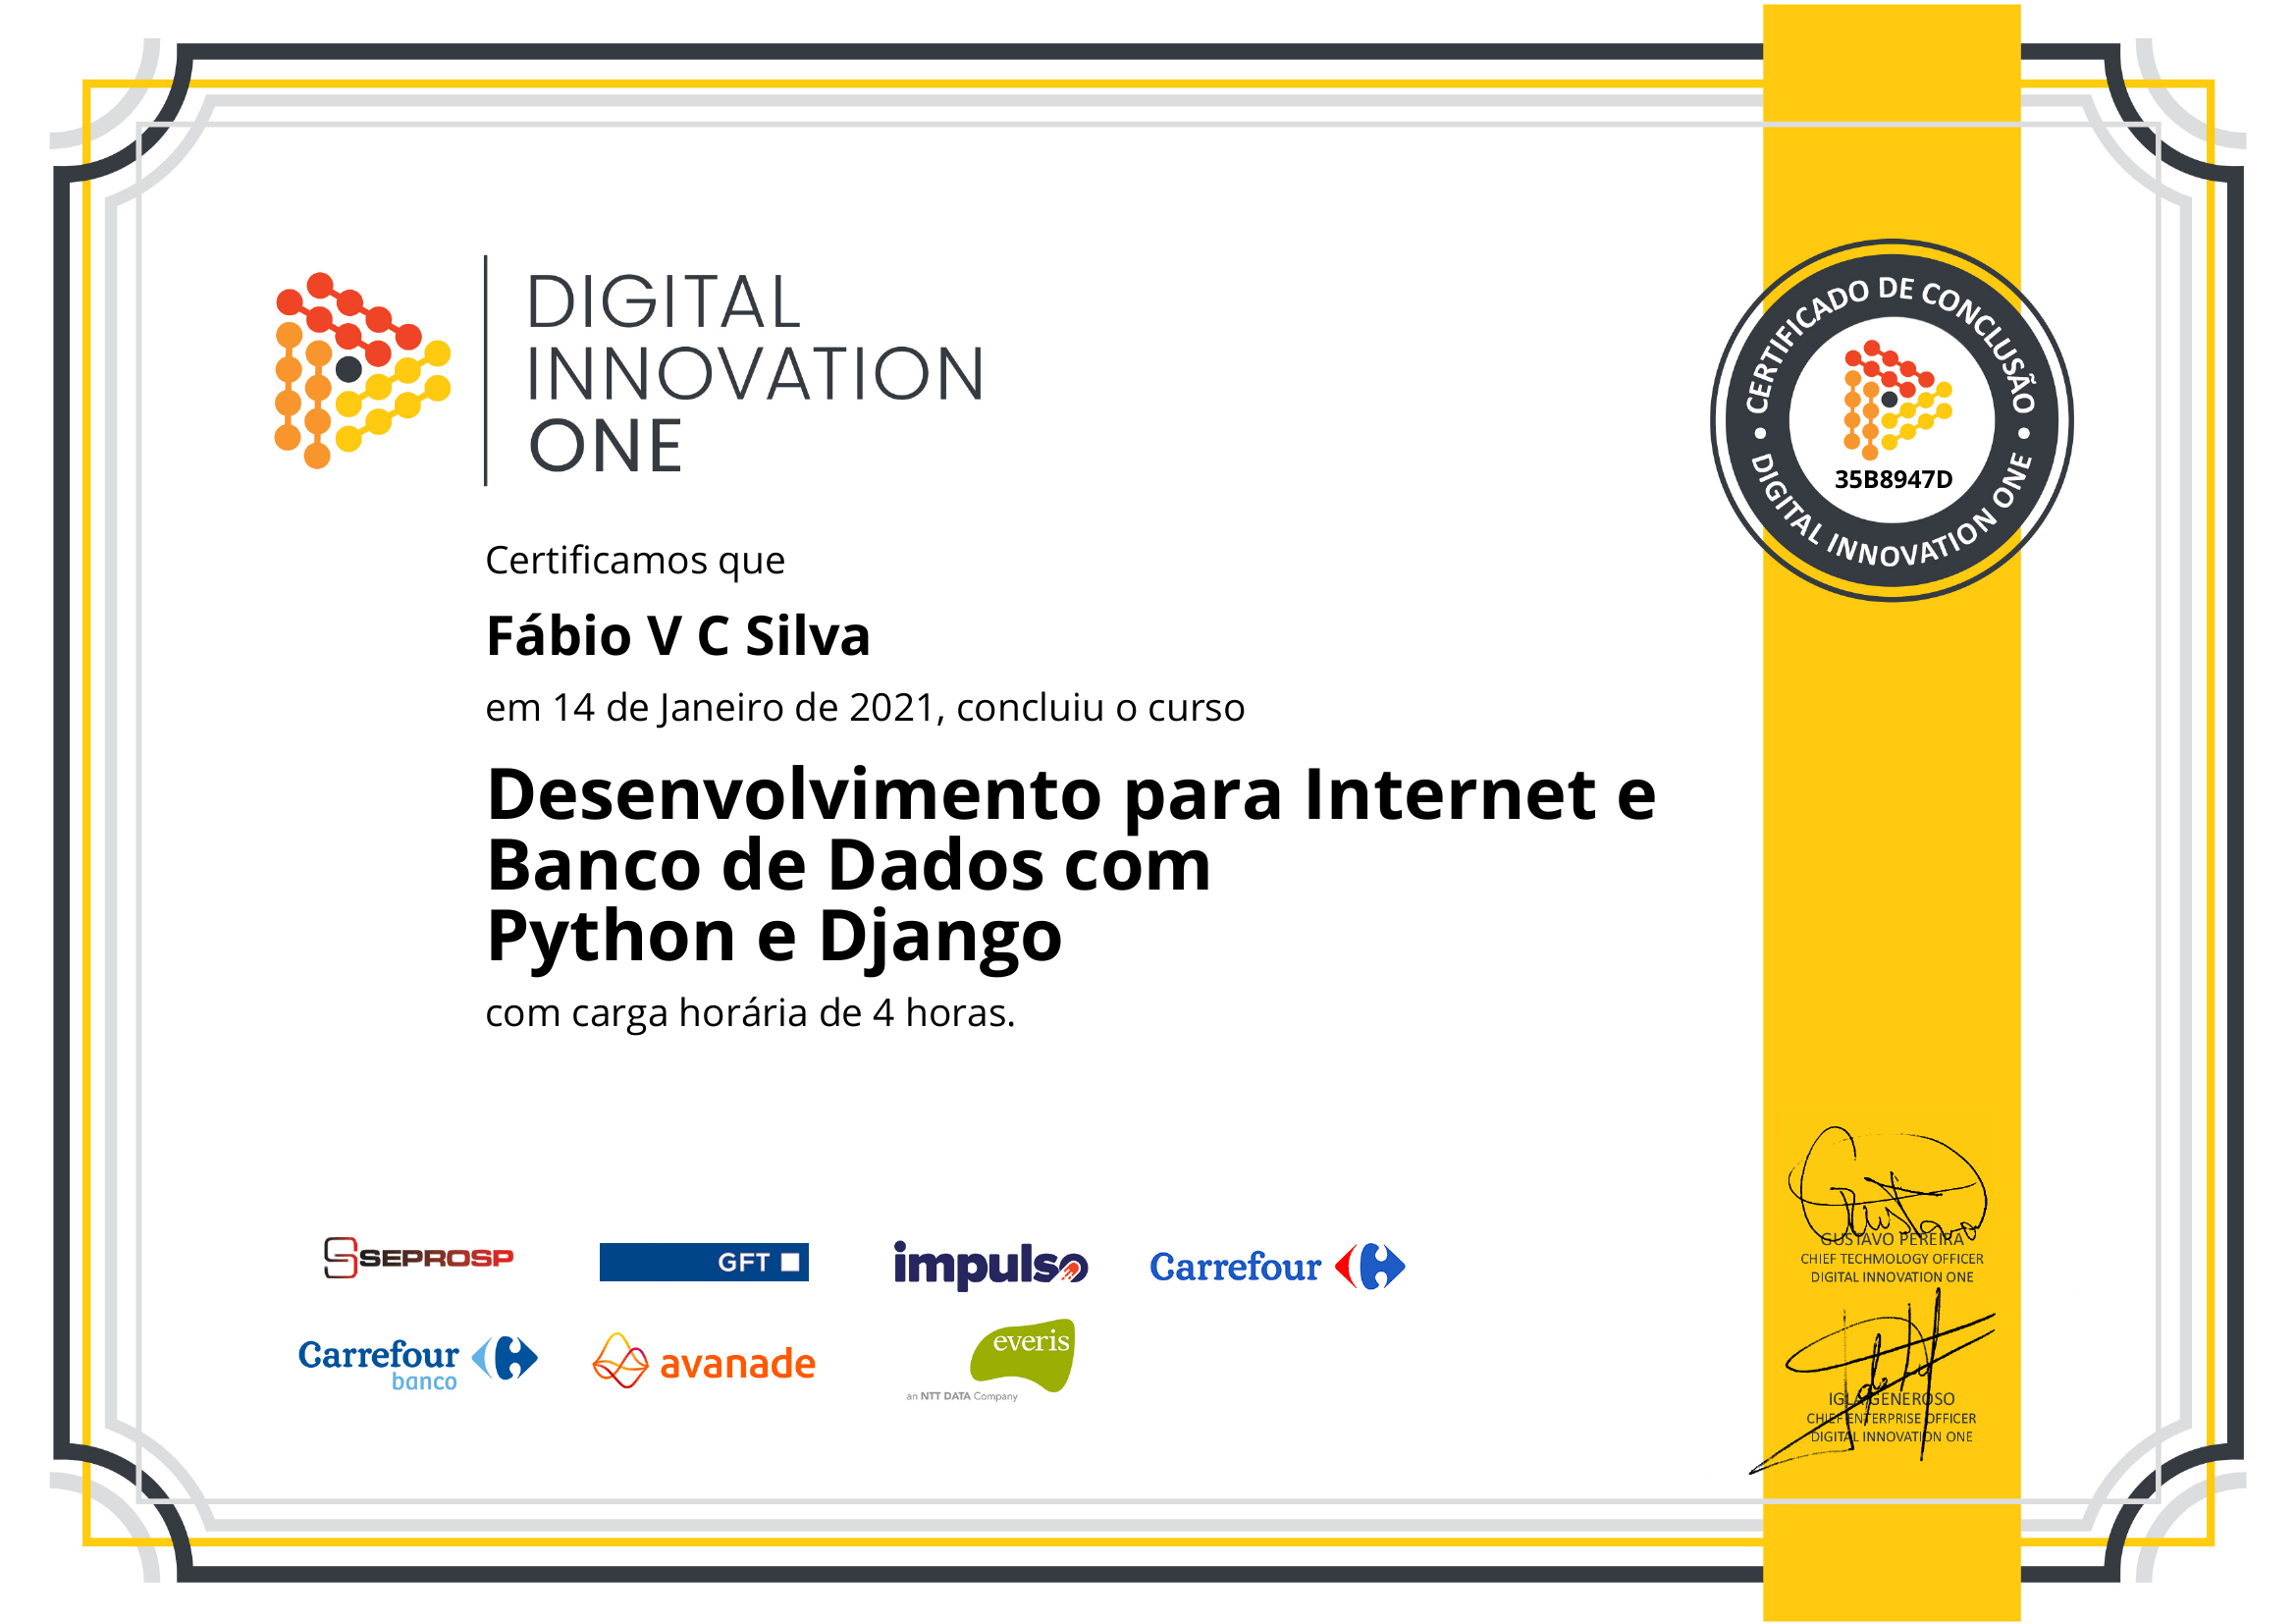 DIGITAL
INNOVATION
ONE
CERTIFICADO DE CONCLUSÃO
35B8947D
DIGITAL INNOVATION ONE
Certificamos que
Fábio V C Silva
em 14 de Janeiro de 2021, concluiu o curso
Desenvolvimento para Internet e
Banco de Dados com
Python e Django
com carga horária de 4 horas.
Gustavo
GUSTAVO PEREIRA
CHIEF TECHMOLOGY OFFICER
DIGITAL INNOVATION ONE
SEPROSP
GFT
impulso
Carrefour
Carrefour
banco
avanade
everis
an NTT DATA Company
IGLA GENEROSO
CHIEF ENTERPRISE OFFICER
DIGITAL INNOVATION ONE